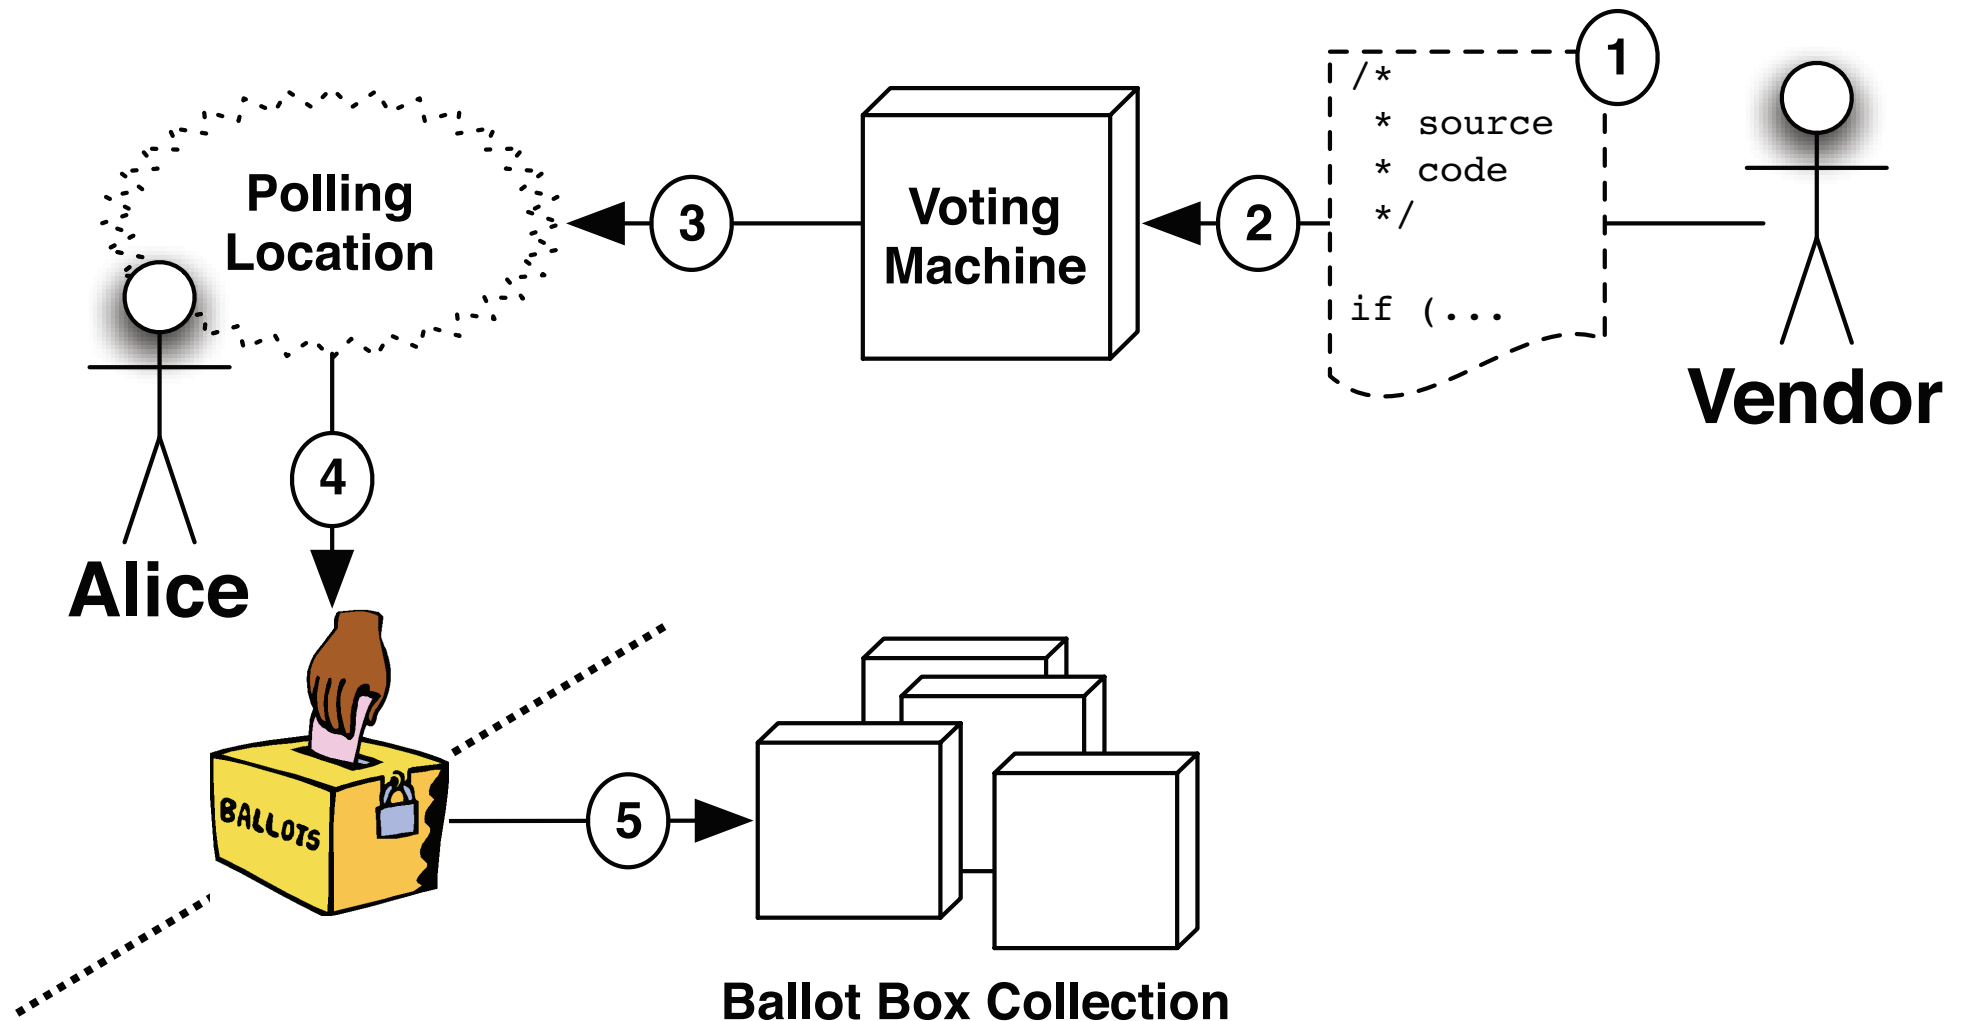 1
/*
* source
* code
*/
if (...
Vendor
2
Voting
Machine
3
Polling
Location
Alice
4
BALLOTS
5
Ballot Box Collection